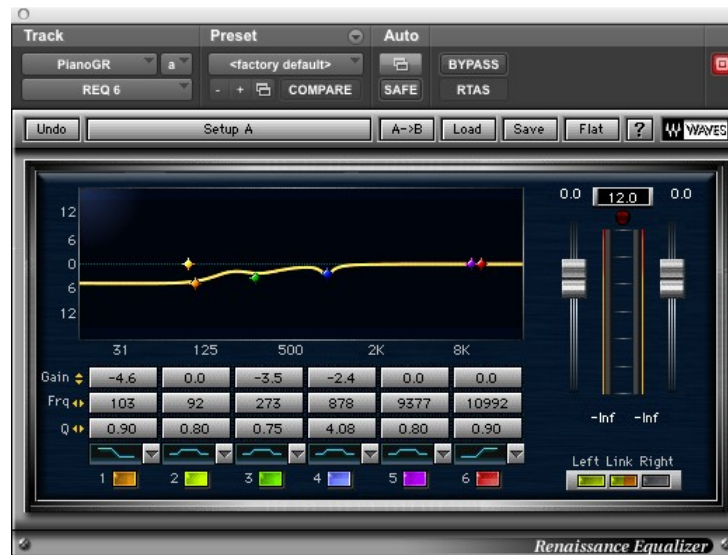 Track Preset Auto
PianoGR a <factory default> BYPASS
REQ 6 - + COMPARE SAFE RTAS
Undo Setup A A->B Load Save Flat ? WAVES
0.0 12.0 0.0
12
6
0
6
12
31 125 500 2K 8K
Gain -4.6 0.0 -3.5 -2.4 0.0 0.0
Frq 103 92 273 878 9377 10992
Q 0.90 0.80 0.75 4.08 0.80 0.90
-Inf -Inf
Left Link Right
1 2 3 4 5 6
Renaissance Equalizer